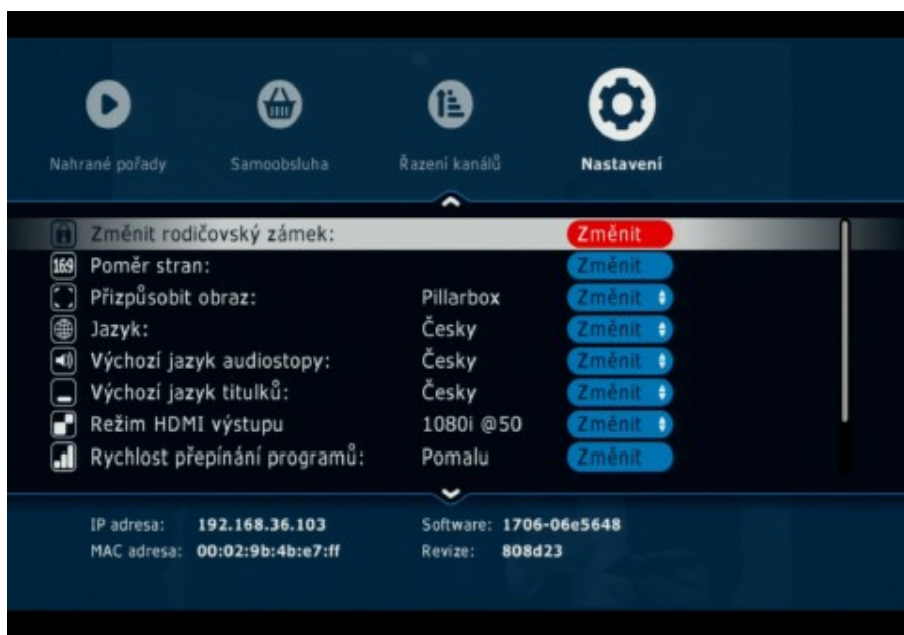 Nahrané pořady
Samoobsluha
Řazení kanálů
Nastavení
Změnit rodičovský zámek: Změnit
16:9 Poměr stran: Změnit
Přizpůsobit obraz: Pillarbox Změnit
Jazyk: Česky Změnit
Výchozí jazyk audiostopy: Česky Změnit
Výchozí jazyk titulků: Česky Změnit
Režim HDMI výstupu 1080i @50 Změnit
Rychlost přepínání programů: Pomalu Změnit
IP adresa: 192.168.36.103 Software: 1706-06e5648
MAC adresa: 00:02:9b:4b:e7:ff Revize: 808d23